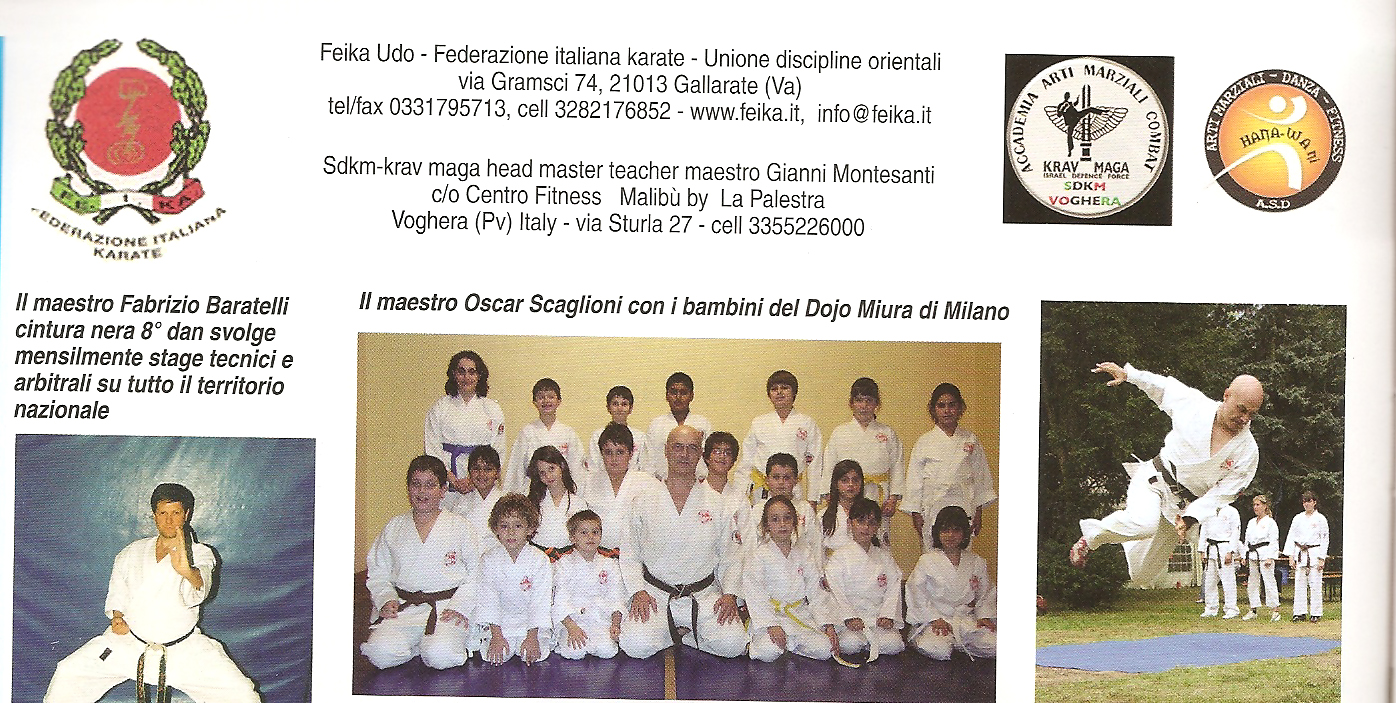 Feika Udo - Federazione italiana karate - Unione discipline orientali
via Gramsci 74, 21013 Gallarate (Va)
tel/fax 0331795713, cell 3282176852 - www.feika.it, info@feika.it
Sdkm-krav maga head master teacher maestro Gianni Montesanti
c/o Centro Fitness Malibù by La Palestra
Voghera (Pv) Italy - via Sturla 27 - cell 3355226000
FE.I.KA.
FEDERAZIONE ITALIANA
KARATE
ACCADEMIA ARTI MARZIALI COMBAT
KRAV MAGA
ISRAEL DEFENCE FORCE
SDKM
VOGHERA
ARTI MARZIALI - DANZA - FITNESS
HANA-WA NI
A.S.D
Il maestro Fabrizio Baratelli
cintura nera 8° dan svolge
mensilmente stage tecnici e
arbitrali su tutto il territorio
nazionale
Il maestro Oscar Scaglioni con i bambini del Dojo Miura di Milano